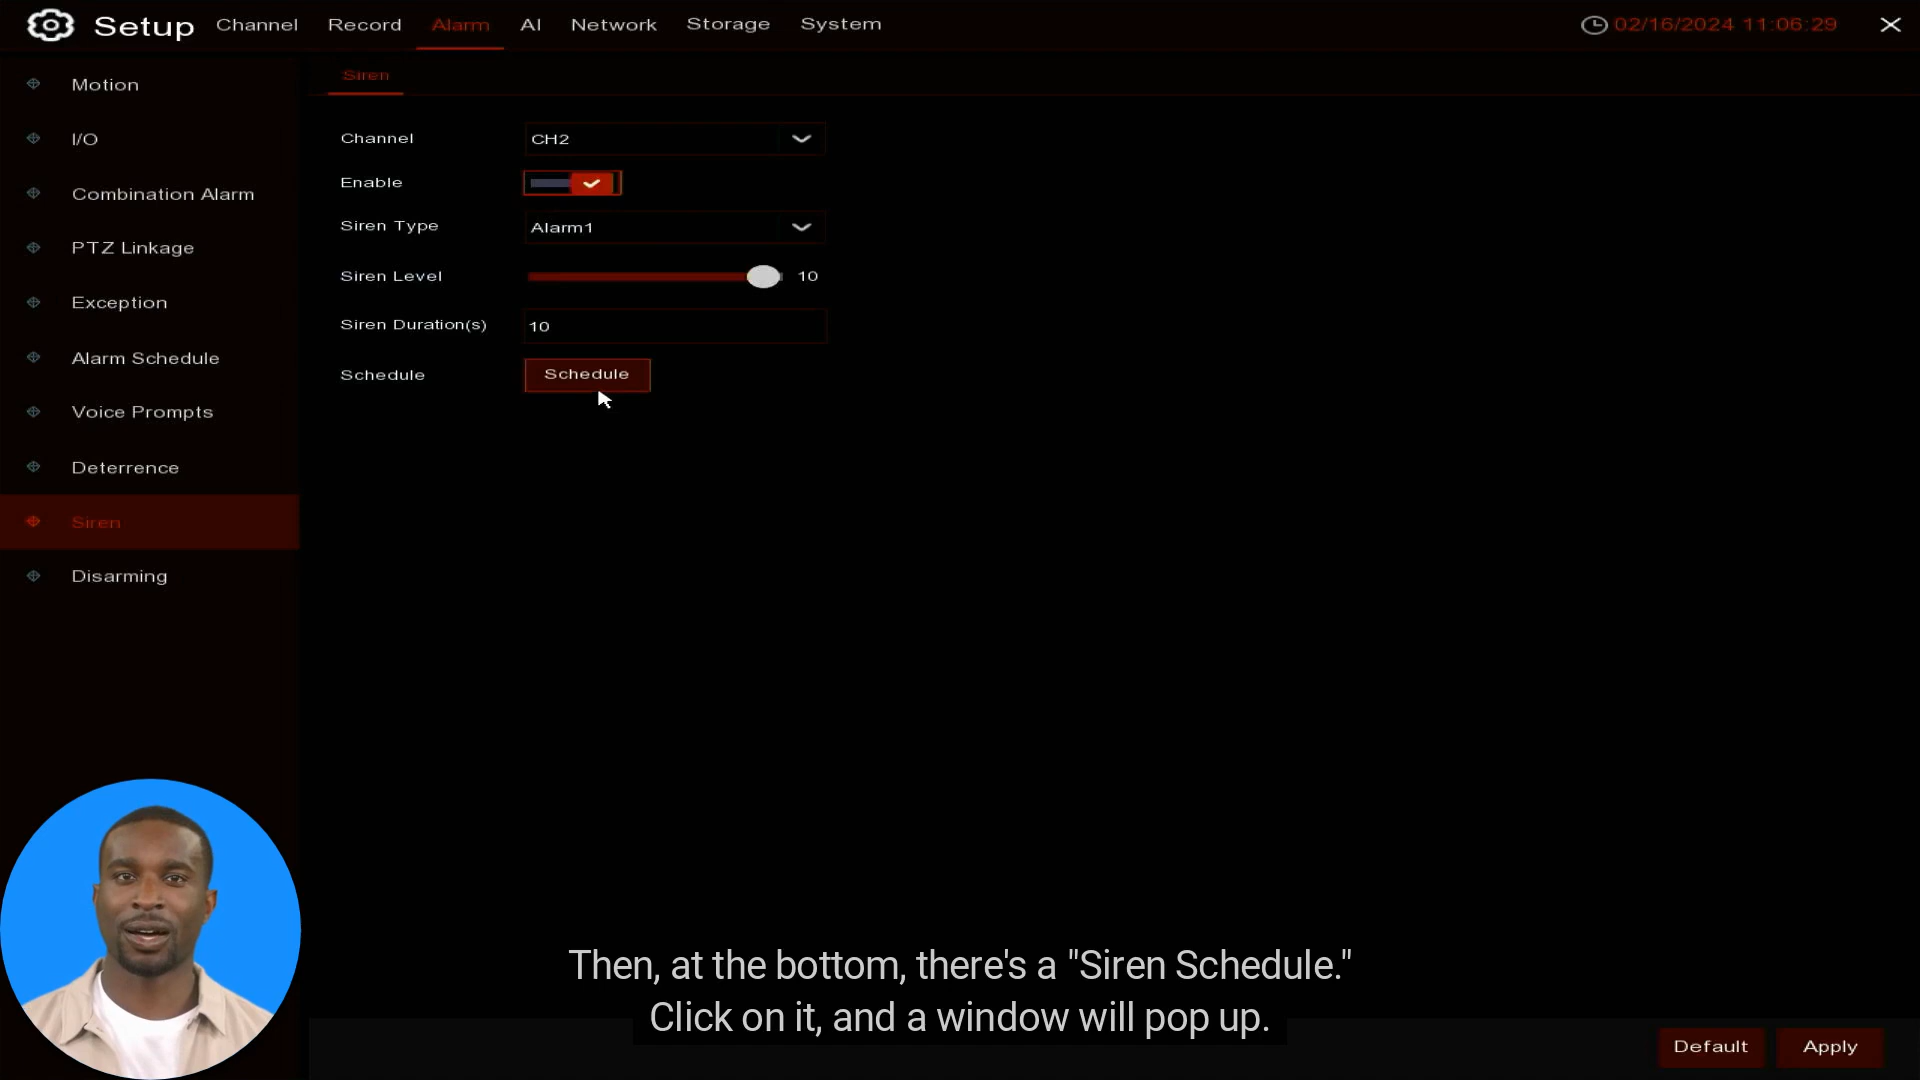 Setup Channel Record Alarm AI Network Storage System 02/16/2024 11:06:29
Motion
I/O
Combination Alarm
PTZ Linkage
Exception
Alarm Schedule
Voice Prompts
Deterrence
Siren
Disarming
Siren
Channel CH2
Enable
Siren Type Alarm1
Siren Level 10
Siren Duration(s) 10
Schedule Schedule
Then, at the bottom, there's a "Siren Schedule."
Click on it, and a window will pop up.
Default Apply